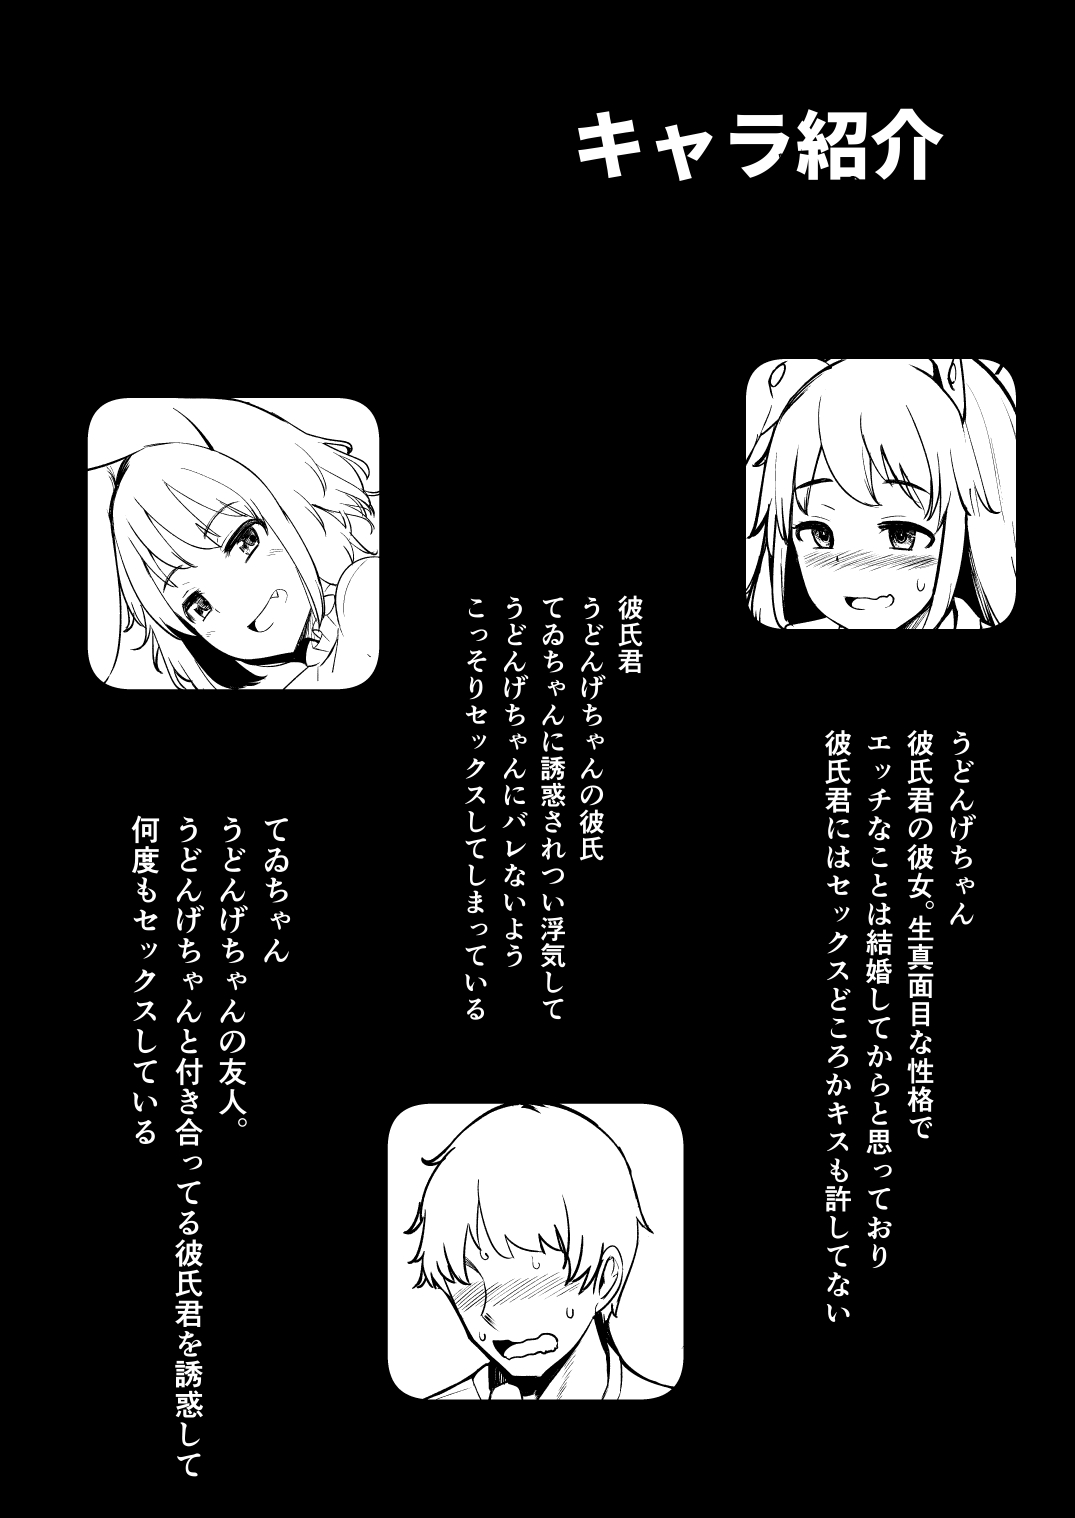 キャラ紹介
うどんげちゃん
彼氏君の彼女。生真面目な性格で
エッチなことは結婚してからと思っており
彼氏君にはセックスどころかキスも許してない
彼氏君
うどんげちゃんの彼氏
てゐちゃんに誘惑されつい浮気して
うどんげちゃんにバレないよう
こっそりセックスしてしまっている
てゐちゃん
うどんげちゃんの友人。
うどんげちゃんと付き合ってる彼氏君を誘惑して
何度もセックスしている